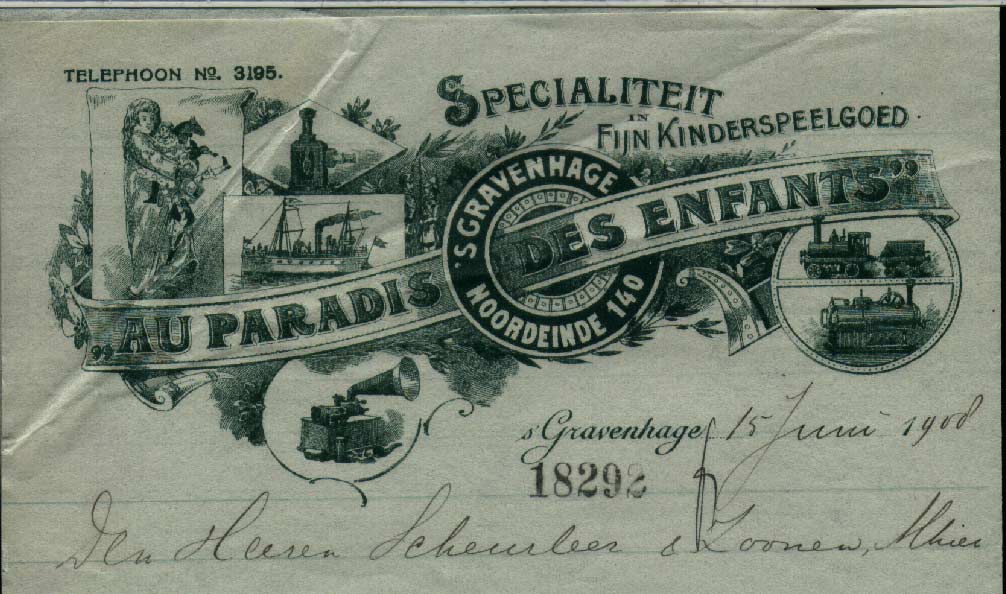 TELEPHOON No. 3195.
SPECIALITEIT
IN
FIJN KINDERSPEELGOED
'S GRAVENHAGE
NOORDEINDE 140
„AU PARADIS DES ENFANTS”
s'Gravenhage, 15 Juni 1908
18292
Den Heeren Scheurleer & Zoonen, Alhier